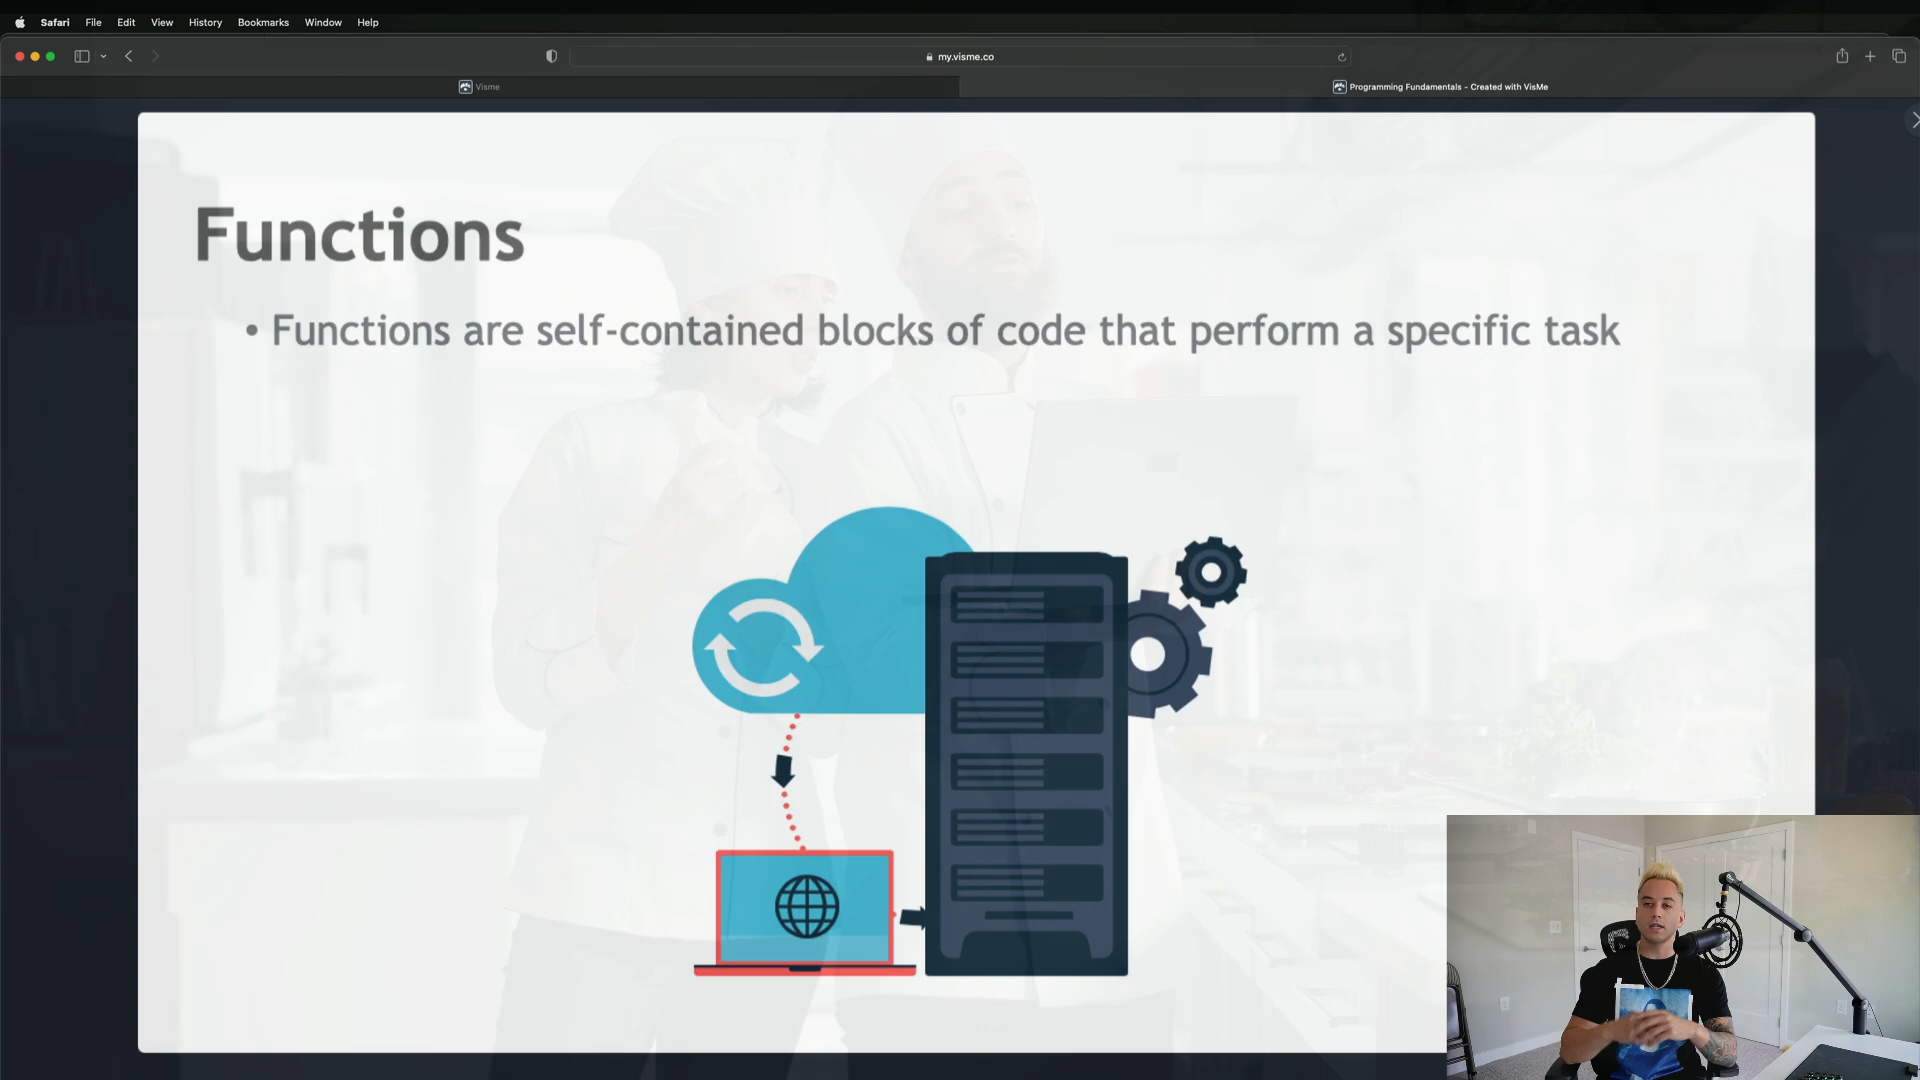 Safari File Edit View History Bookmarks Window Help
my.visme.co
Visme
Programming Fundamentals - Created with VisMe
Functions
• Functions are self-contained blocks of code that perform a specific task